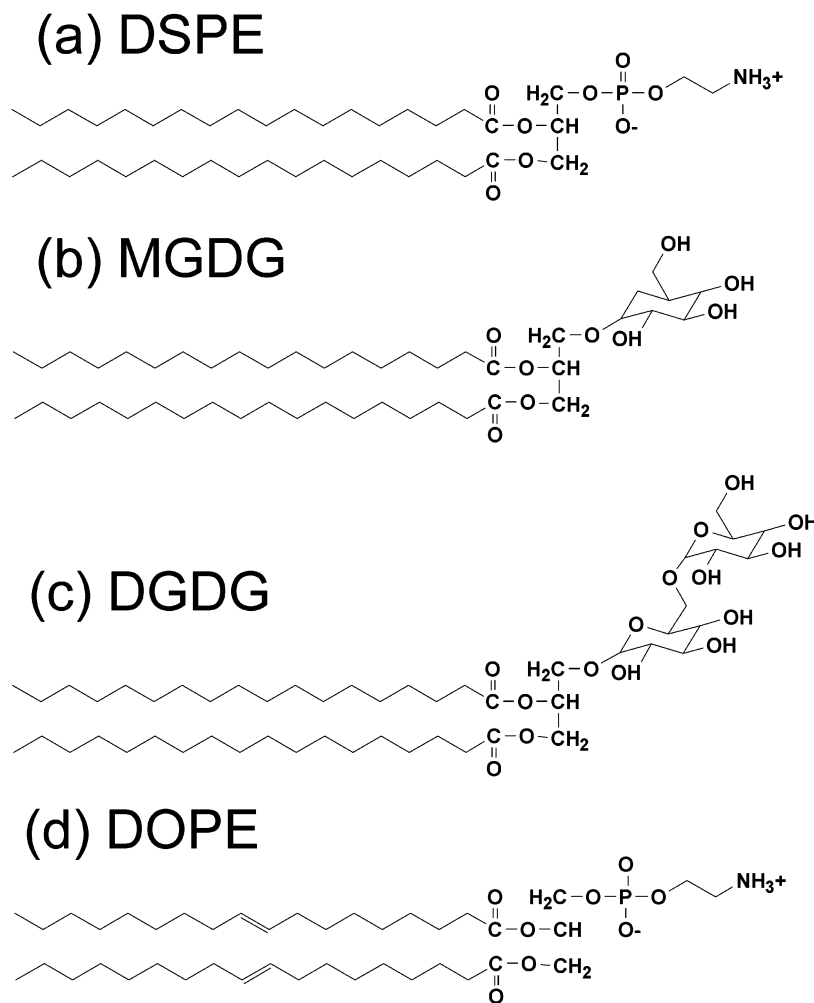 (a) DSPE
O
H₂C–O–P–O NH₃+
O O-
C–O–CH
C–O–CH₂
O
(b) MGDG
OH
OH
OH
O H₂C–O OH
C–O–CH
C–O–CH₂
O
OH
O OH
OH
O OH
(c) DGDG
O OH
OH
O H₂C–O OH
C–O–CH
C–O–CH₂
O
(d) DOPE
O
O H₂C–O–P–O NH₃+
C–O–CH O-
C–O–CH₂
O